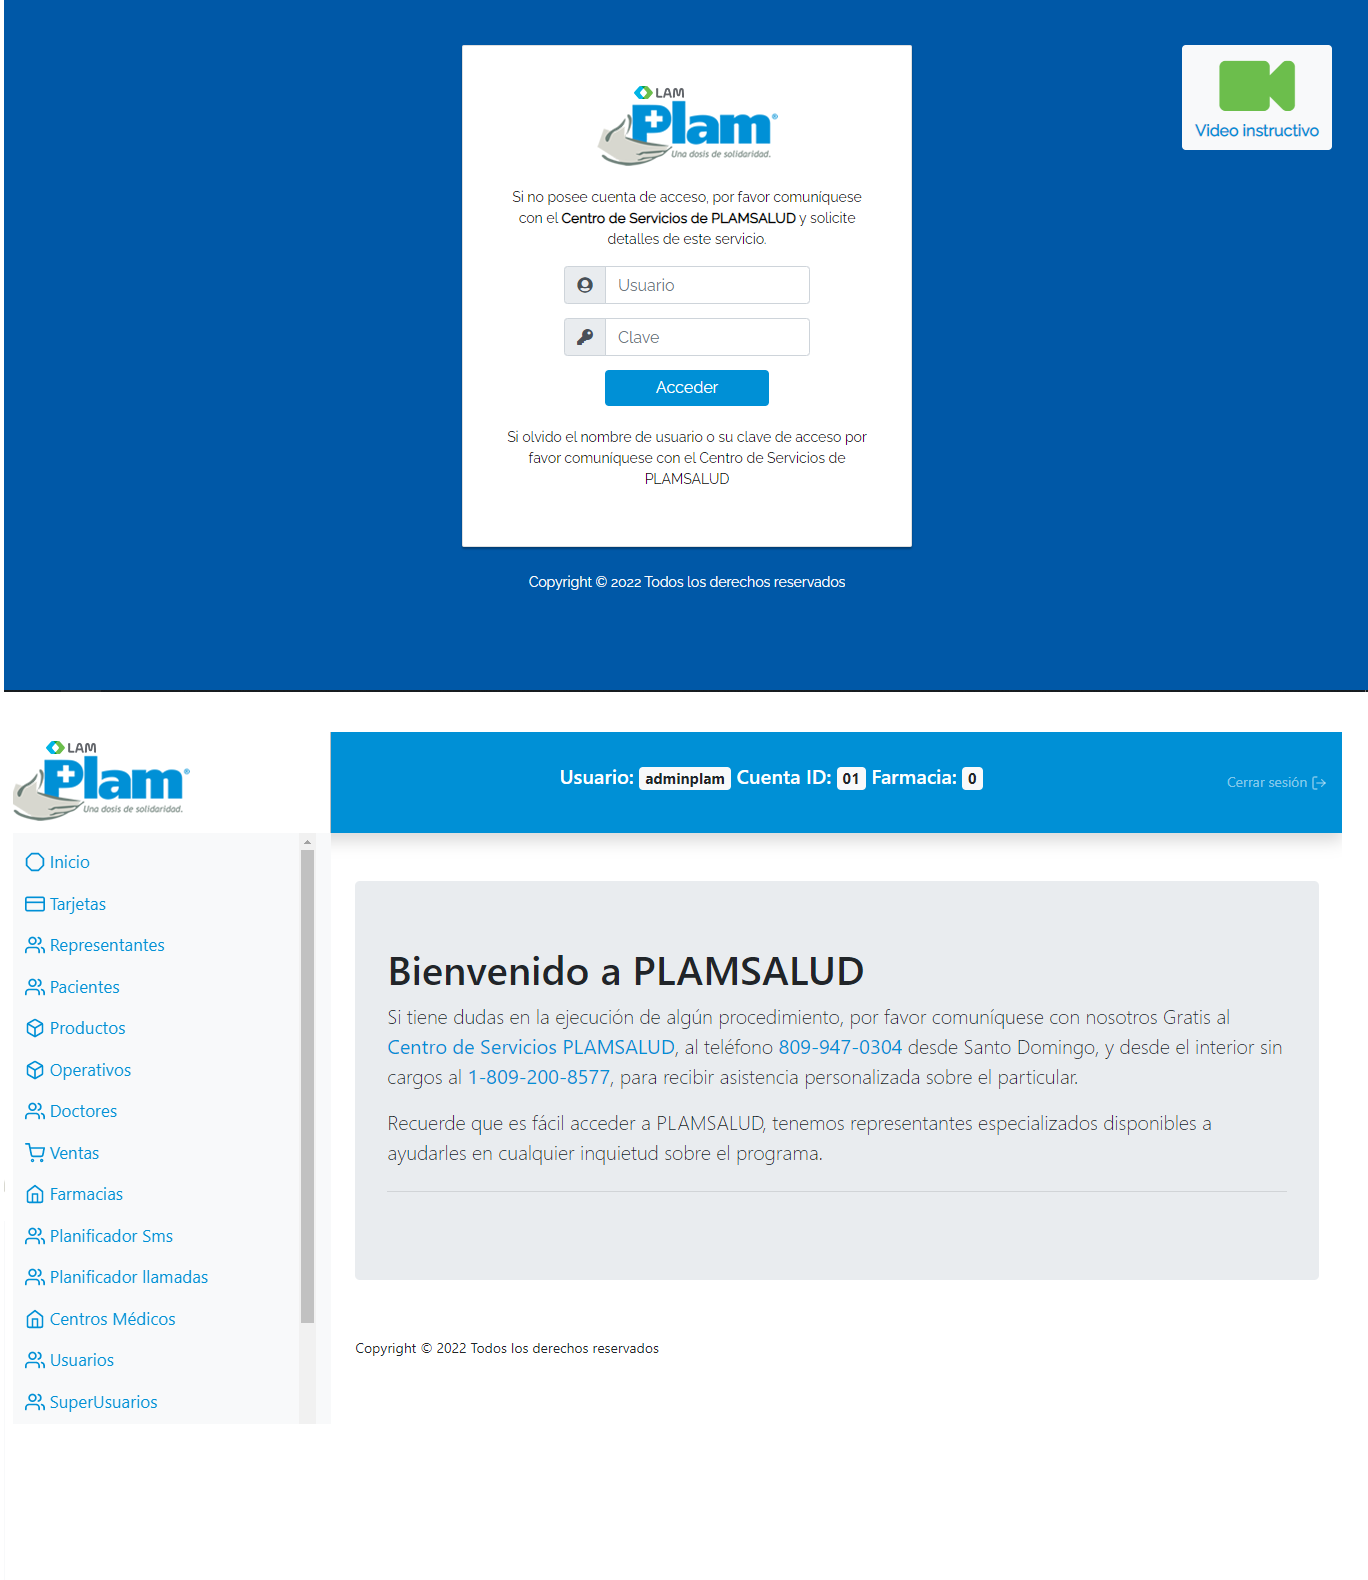 LAM
Plam®
Una dosis de solidaridad.
Video instructivo
Si no posee cuenta de acceso, por favor comuníquese
con el Centro de Servicios de PLAMSALUD y solicite
detalles de este servicio.
Usuario
Clave
Acceder
Si olvido el nombre de usuario o su clave de acceso por
favor comuníquese con el Centro de Servicios de
PLAMSALUD
Copyright © 2022 Todos los derechos reservados
LAM
Plam®
Una dosis de solidaridad.
Usuario: adminplam Cuenta ID: 01 Farmacia: 0
Cerrar sesión
Inicio
Tarjetas
Representantes
Pacientes
Productos
Operativos
Doctores
Ventas
Farmacias
Planificador Sms
Planificador llamadas
Centros Médicos
Usuarios
SuperUsuarios
Bienvenido a PLAMSALUD
Si tiene dudas en la ejecución de algún procedimiento, por favor comuníquese con nosotros Gratis al
Centro de Servicios PLAMSALUD, al teléfono 809-947-0304 desde Santo Domingo, y desde el interior sin
cargos al 1-809-200-8577, para recibir asistencia personalizada sobre el particular.
Recuerde que es fácil acceder a PLAMSALUD, tenemos representantes especializados disponibles a
ayudarles en cualquier inquietud sobre el programa.
Copyright © 2022 Todos los derechos reservados